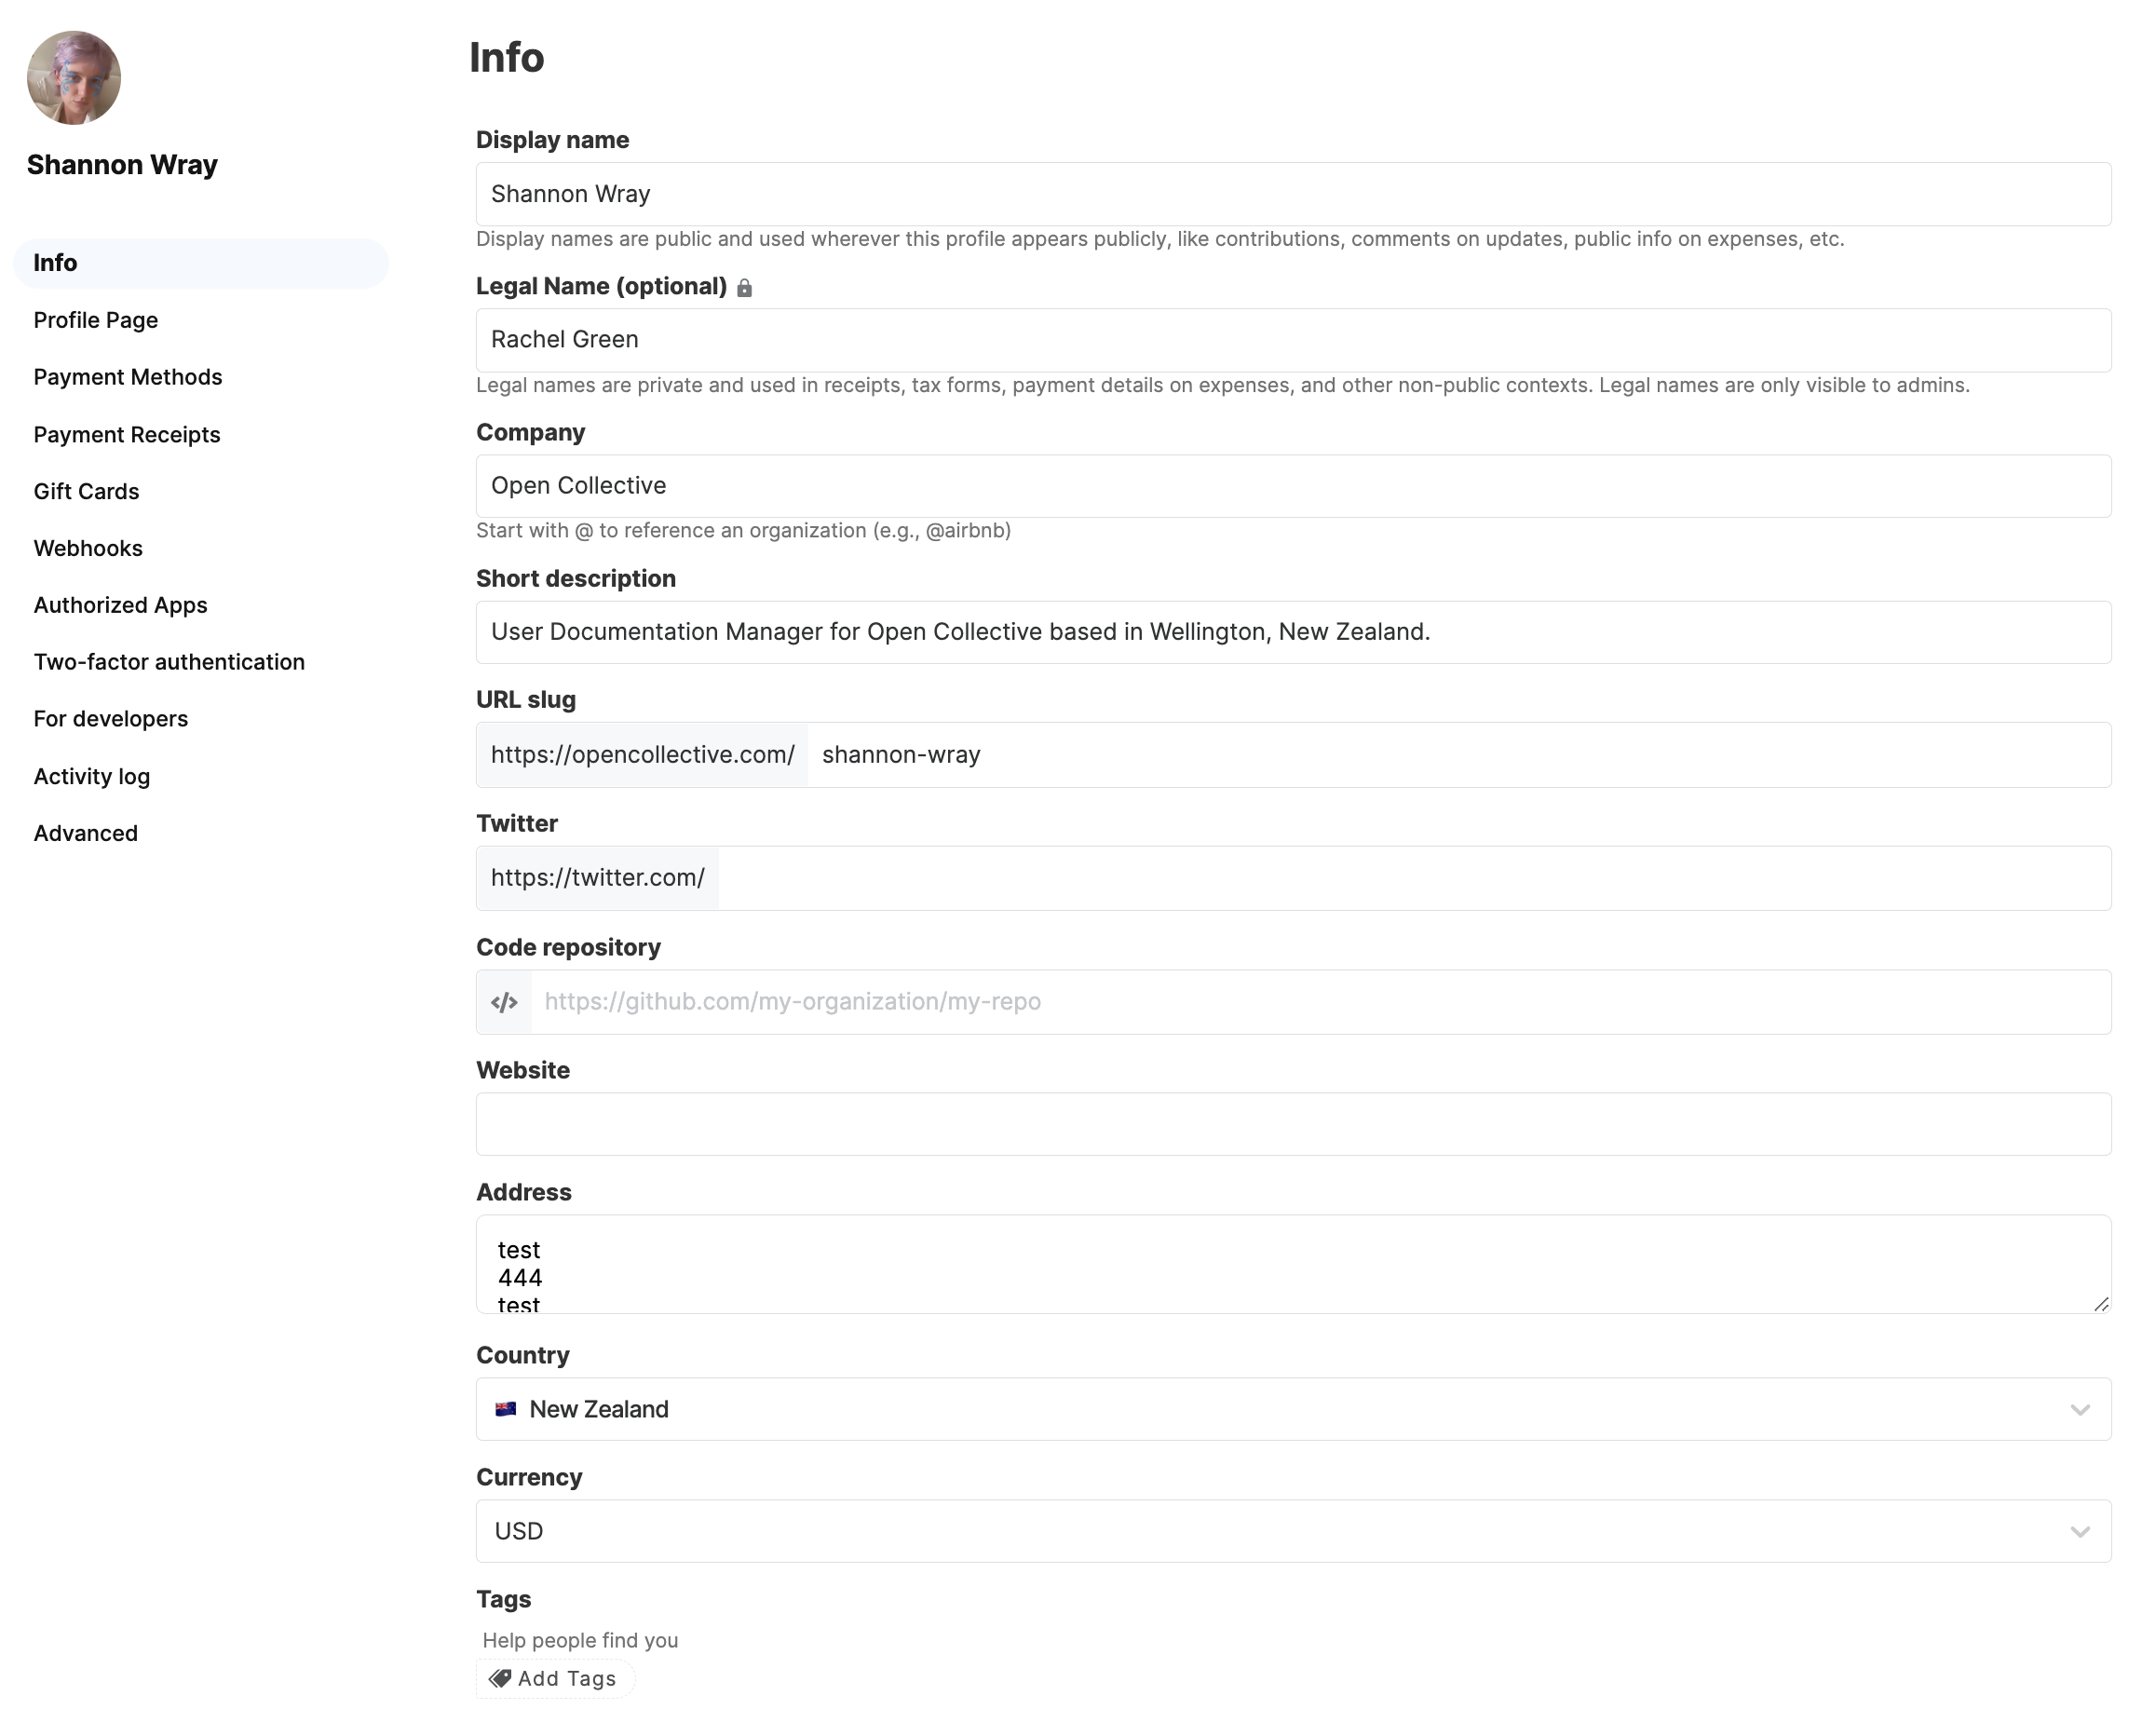 Shannon Wray
Info
Profile Page
Payment Methods
Payment Receipts
Gift Cards
Webhooks
Authorized Apps
Two-factor authentication
For developers
Activity log
Advanced
Info
Display name
Shannon Wray
Display names are public and used wherever this profile appears publicly, like contributions, comments on updates, public info on expenses, etc.
Legal Name (optional)
Rachel Green
Legal names are private and used in receipts, tax forms, payment details on expenses, and other non-public contexts. Legal names are only visible to admins.
Company
Open Collective
Start with @ to reference an organization (e.g., @airbnb)
Short description
User Documentation Manager for Open Collective based in Wellington, New Zealand.
URL slug
https://opencollective.com/ shannon-wray
Twitter
https://twitter.com/
Code repository
</> https://github.com/my-organization/my-repo
Website
Address
test
444
test
Country
New Zealand
Currency
USD
Tags
Help people find you
Add Tags